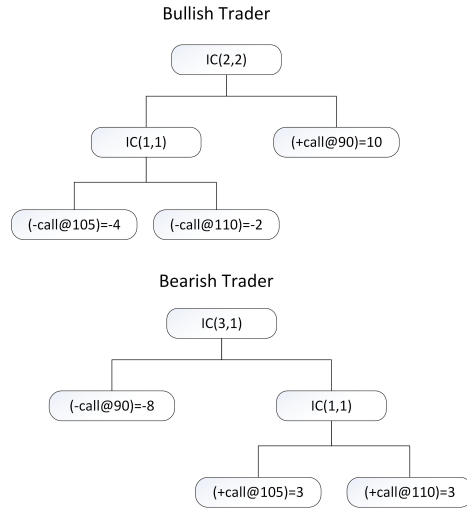 Bullish Trader
IC(2,2)
IC(1,1)
(+call@90)=10
(-call@105)=-4
(-call@110)=-2
Bearish Trader
IC(3,1)
(-call@90)=-8
IC(1,1)
(+call@105)=3
(+call@110)=3